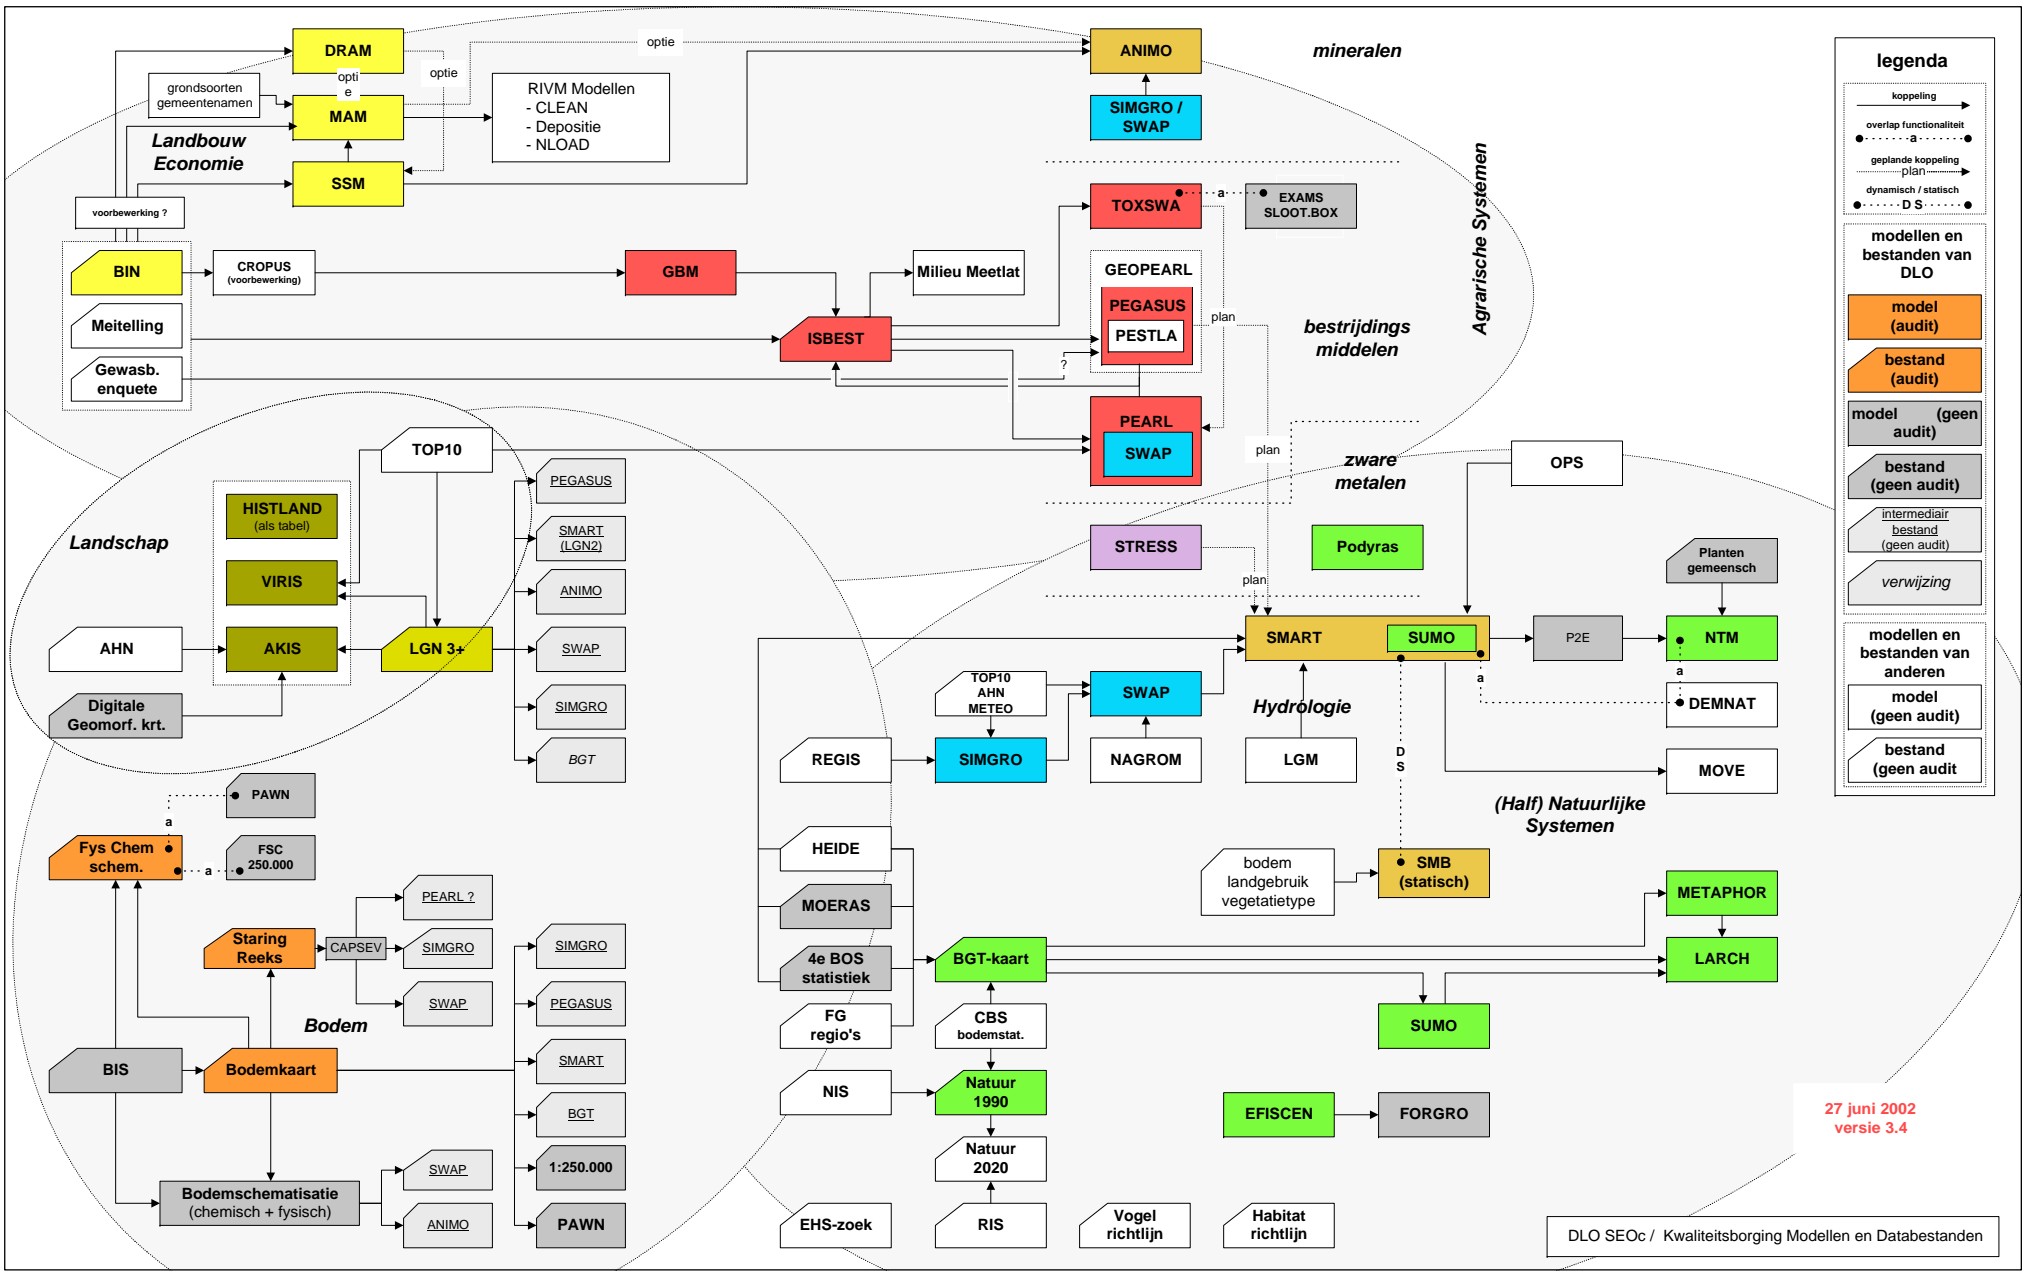 DRAM
optie
ANIMO
mineralen
legenda
optie
opti
e
grondsoorten
gemeentenamen
MAM
RIVM Modellen
- CLEAN
- Depositie
- NLOAD
SIMGRO /
SWAP
koppeling
overlap functionaliteit
a
geplande koppeling
plan
dynamisch / statisch
D S
Landbouw
Economie
SSM
voorbewerking ?
TOXSWA
a
EXAMS
SLOOT.BOX
Agrarische Systemen
modellen en
bestanden van
DLO
model
(audit)
bestand
(audit)
model (geen
audit)
bestand
(geen audit)
intermediair
bestand
(geen audit)
verwijzing
modellen en
bestanden van
anderen
model
(geen audit)
bestand
(geen audit
BIN
CROPUS
(voorbewerking)
GBM
Milieu Meetlat
GEOPEARL
PEGASUS
PESTLA
plan
bestrijdings
middelen
Meitelling
ISBEST
Gewasb.
enquete
?
PEARL
SWAP
plan
zware
metalen
OPS
TOP10
PEGASUS
HISTLAND
(als tabel)
SMART
(LGN2)
Landschap
VIRIS
ANIMO
STRESS
plan
Podyras
Planten
gemeensch
AHN
AKIS
LGN 3+
SWAP
SMART
SUMO
P2E
NTM
a
a
Digitale
Geomorf. krt.
SIMGRO
TOP10
AHN
METEO
SWAP
Hydrologie
DEMNAT
BGT
REGIS
SIMGRO
NAGROM
LGM
D
S
MOVE
(Half) Natuurlijke
Systemen
PAWN
a
Fys Chem
schem.
a
FSC
250.000
HEIDE
bodem
landgebruik
vegetatietype
SMB
(statisch)
PEARL ?
MOERAS
METAPHOR
Staring
Reeks
CAPSEV
SIMGRO
SIMGRO
4e BOS
statistiek
BGT-kaart
LARCH
SWAP
PEGASUS
Bodem
FG
regio's
CBS
bodemstat.
SUMO
BIS
Bodemkaart
SMART
NIS
Natuur
1990
BGT
EFISCEN
FORGRO
27 juni 2002
versie 3.4
SWAP
1:250.000
Natuur
2020
Bodemschematisatie
(chemisch + fysisch)
ANIMO
PAWN
EHS-zoek
RIS
Vogel
richtlijn
Habitat
richtlijn
DLO SEOc / Kwaliteitsborging Modellen en Databestanden